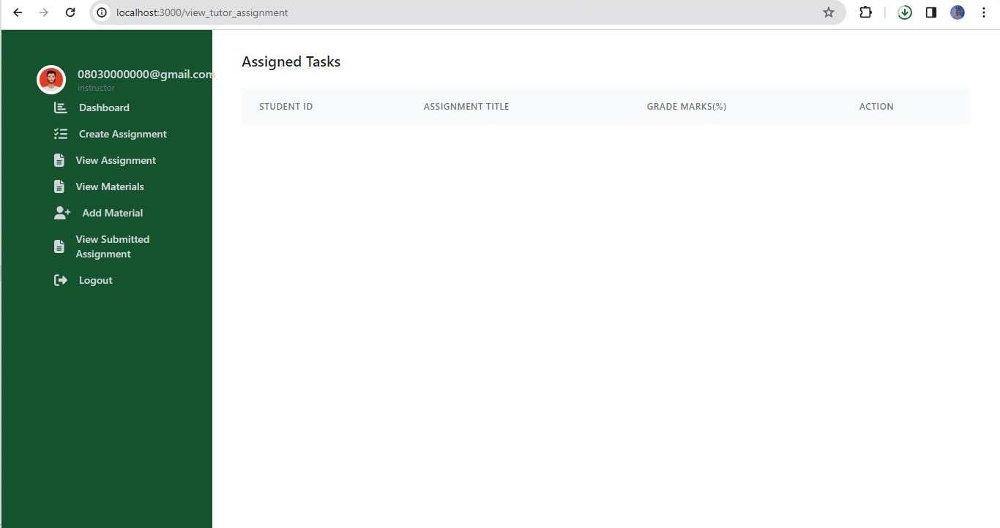 localhost:3000/view_tutor_assignment
08030000000@gmail.com
instructor
Dashboard
Create Assignment
View Assignment
View Materials
Add Material
View Submitted
Assignment
Logout
Assigned Tasks
STUDENT ID ASSIGNMENT TITLE GRADE MARKS(%) ACTION